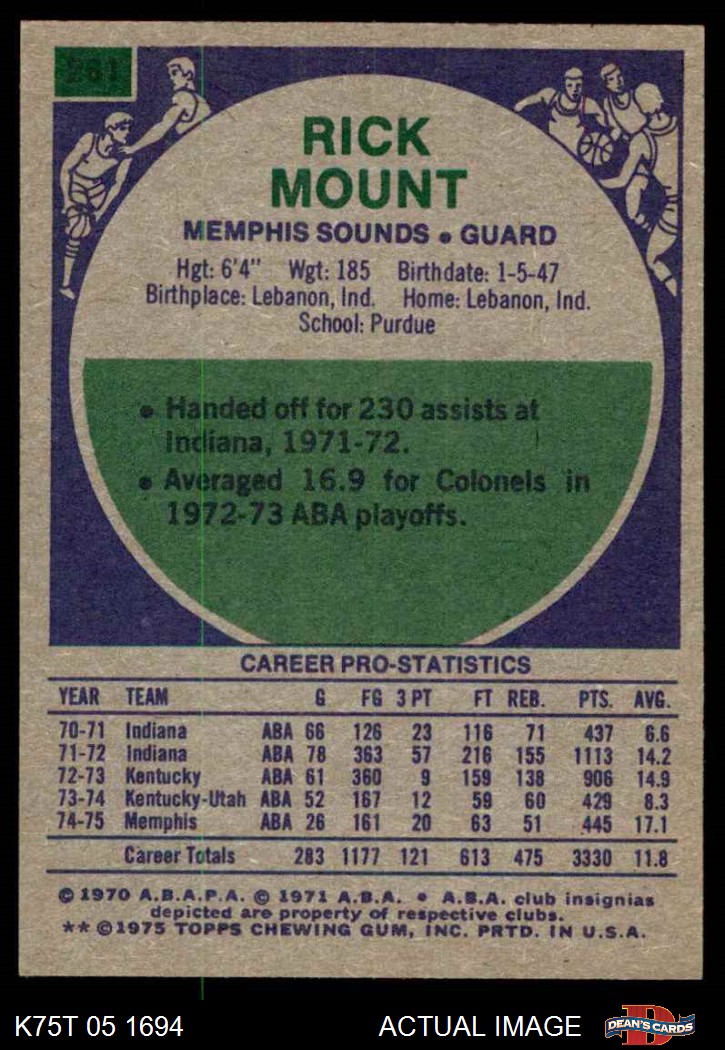 261
RICK
MOUNT
MEMPHIS SOUNDS • GUARD
Hgt: 6'4" Wgt: 185 Birthdate: 1-5-47
Birthplace: Lebanon, Ind. Home: Lebanon, Ind.
School: Purdue
• Handed off for 230 assists at
Indiana, 1971-72.
• Averaged 16.9 for Colonels in
1972-73 ABA playoffs.
CAREER PRO-STATISTICS
YEAR TEAM G FG 3 PT FT REB. PTS. AVG.
70-71 Indiana ABA 66 126 23 116 71 437 6.6
71-72 Indiana ABA 78 363 57 216 155 1113 14.2
72-73 Kentucky ABA 61 360 9 159 138 906 14.9
73-74 Kentucky-Utah ABA 52 167 12 59 60 429 8.3
74-75 Memphis ABA 26 161 20 63 51 445 17.1
Career Totals 283 1177 121 613 475 3330 11.8
© 1970 A.B.A.P.A. © 1971 A.B.A. • A.B.A. club insignias
depicted are property of respective clubs.
** ©1975 TOPPS CHEWING GUM, INC. PRTD. IN U.S.A.
K75T 05 1694 ACTUAL IMAGE DEAN'S CARDS